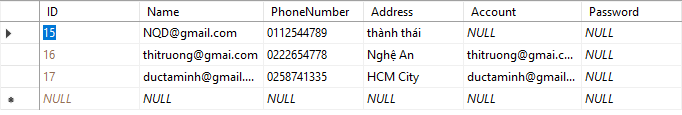 ID Name PhoneNumber Address Account Password
15 NQD@gmail.com 0112544789 thành thái NULL NULL
16 thitruong@gmai.com 0222654778 Nghệ An thitruong@gmai.c... NULL
17 ductaminh@gmail.... 0258741335 HCM City ductaminh@gmail... NULL
NULL NULL NULL NULL NULL NULL